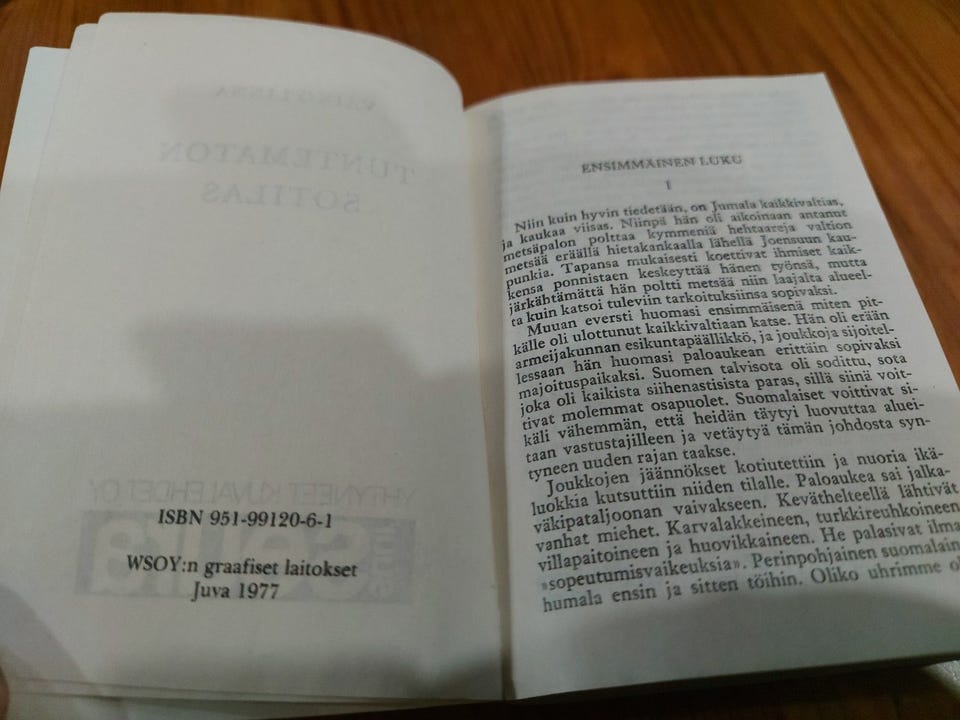 VÄINÖ LINNA
TUNTEMATON
SOTILAS
YHTYNEET KUVALEHDET OY
ISBN 951-99120-6-1
WSOY:n graafiset laitokset
Juva 1977
ENSIMMÄINEN LUKU
I
Niin kuin hyvin tiedetään, on Jumala kaikkivaltias,
ja kaukaa viisas. Niinpä hän oli aikoinaan antanut
metsäpalon polttaa kymmeniä hehtaareja valtion
metsää eräällä hietakankaalla lähellä Joensuun kau-
punkia. Tapansa mukaisesti koettivat ihmiset kaik-
kensa ponnistaen keskeyttää hänen työnsä, mutta
järkähtämättä hän poltti metsää niin laajalta alueel-
ta kuin katsoi tuleviin tarkoituksiinsa sopivaksi.
Muuan eversti huomasi ensimmäisenä miten pit-
källe oli ulottunut kaikkivaltiaan katse. Hän oli erään
armeijakunnan esikuntapäällikkö, ja joukkoja sijoitel-
lessaan hän huomasi paloaukean erittäin sopivaksi
majoituspaikaksi. Suomen talvisota oli sodittu, sota
joka oli kaikista siihenastisista paras, sillä siinä voit-
tivat molemmat osapuolet. Suomalaiset voittivat si-
käli vähemmän, että heidän täytyi luovuttaa aluei-
taan vastustajilleen ja vetäytyä tämän johdosta syn-
tyneen uuden rajan taakse.
Joukkojen jäännökset kotiutettiin ja nuoria ikä-
luokkia kutsuttiin niiden tilalle. Paloaukea sai jalka-
väkipataljoonan vaivakseen. Keväthelteellä lähtivät
vanhat miehet. Karvalakkeineen, turkkireuhkoineen
villapaitoineen ja huovikkaineen. He palasivat ilma
»sopeutumisvaikeuksia». Perinpohjainen suomalain
humala ensin ja sitten töihin. Oliko uhrimme ol